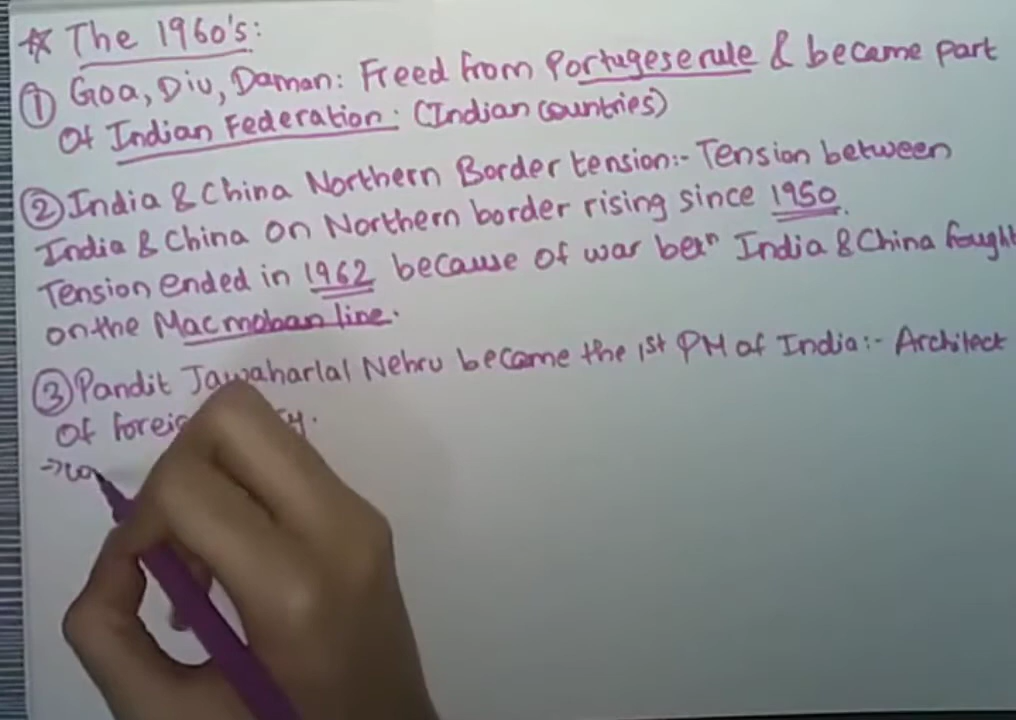 ☆ The 1960's:
① Goa, Diu, Daman: Freed from Portugese rule & became part
Of Indian Federation. (Indian Countries)
② India & China Northern Border tension:- Tension between
India & China on Northern border rising since 1950.
Tension ended in 1962 because of war betⁿ India & China fought
on the Macmohan line.
③ Pandit Jawaharlal Nehru became the 1st PM of India:- Architect
Of